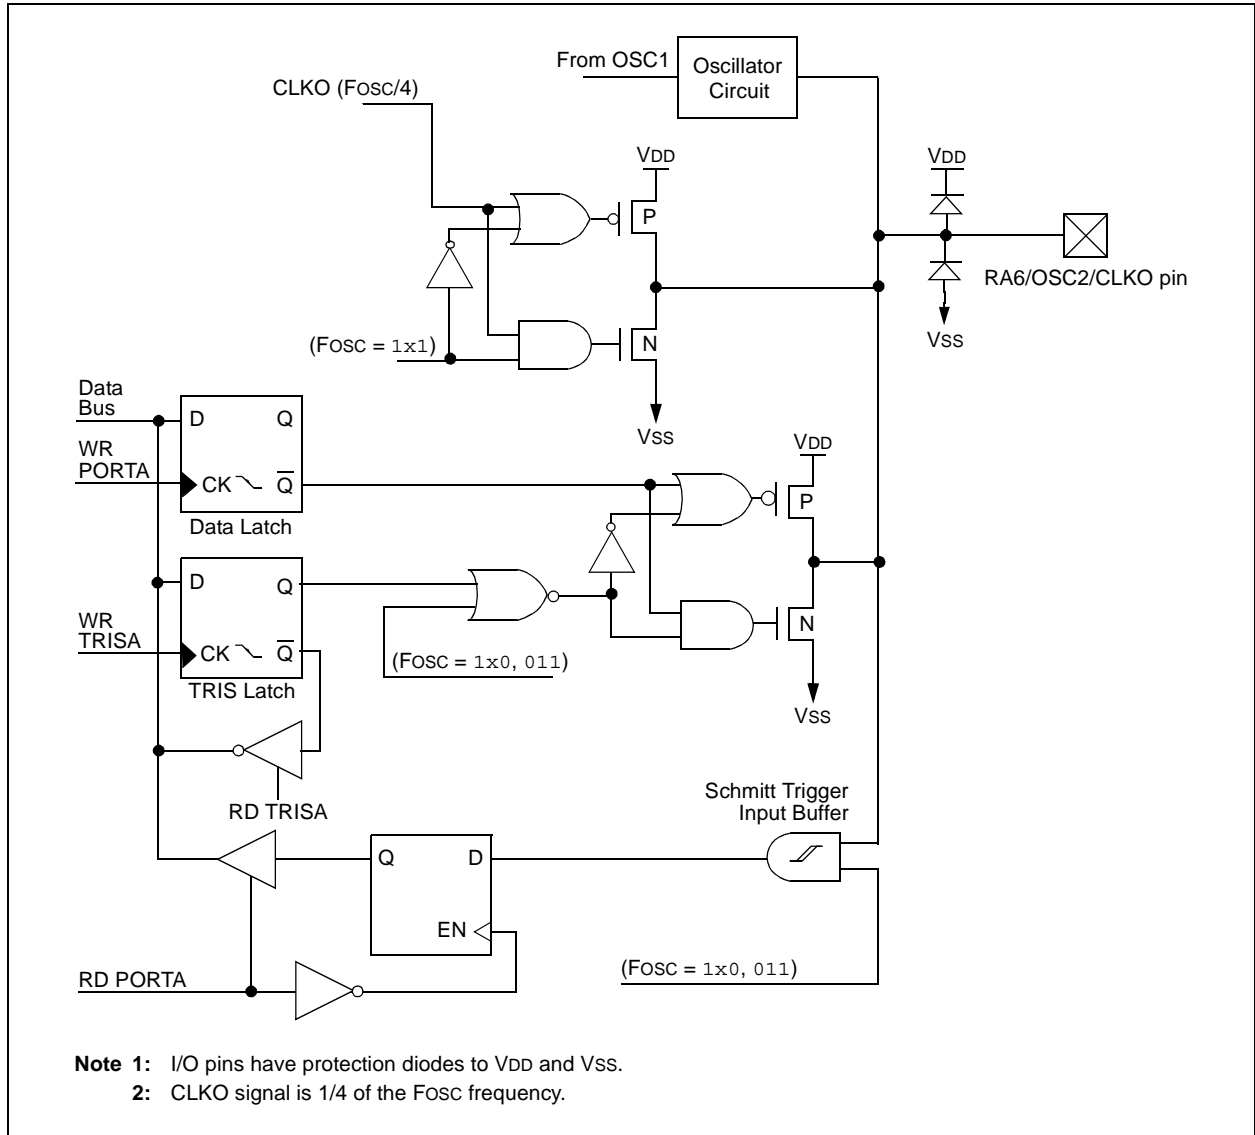 From OSC1
Oscillator
Circuit
CLKO (FOSC/4)
VDD
P
VDD
RA6/OSC2/CLKO pin
VSS
(FOSC = 1x1)
N
VSS
Data
Bus
D Q
WR
PORTA
CK Q
Data Latch
VDD
P
D Q
WR
TRISA
CK Q
TRIS Latch
(FOSC = 1x0, 011)
N
VSS
RD TRISA
Schmitt Trigger
Input Buffer
Q D
EN
RD PORTA
(FOSC = 1x0, 011)
Note 1: I/O pins have protection diodes to VDD and VSS.
2: CLKO signal is 1/4 of the FOSC frequency.